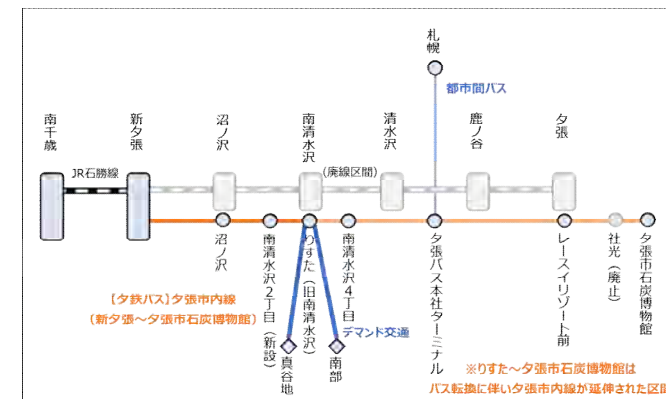 札幌
都市間バス
南千歳
新夕張
沼ノ沢
南清水沢
清水沢
鹿ノ谷
夕張
JR石勝線
(廃線区間)
沼ノ沢
南清水沢2丁目(新設)
りすた(旧南清水沢)
南清水沢4丁目
夕張バス本社ターミナル
レースイリゾート前
社光(廃止)
夕張市石炭博物館
【夕鉄バス】夕張市内線
(新夕張～夕張市石炭博物館)
デマンド交通
真谷地
南部
※りすた～夕張市石炭博物館は
バス転換に伴い夕張市内線が延伸された区間